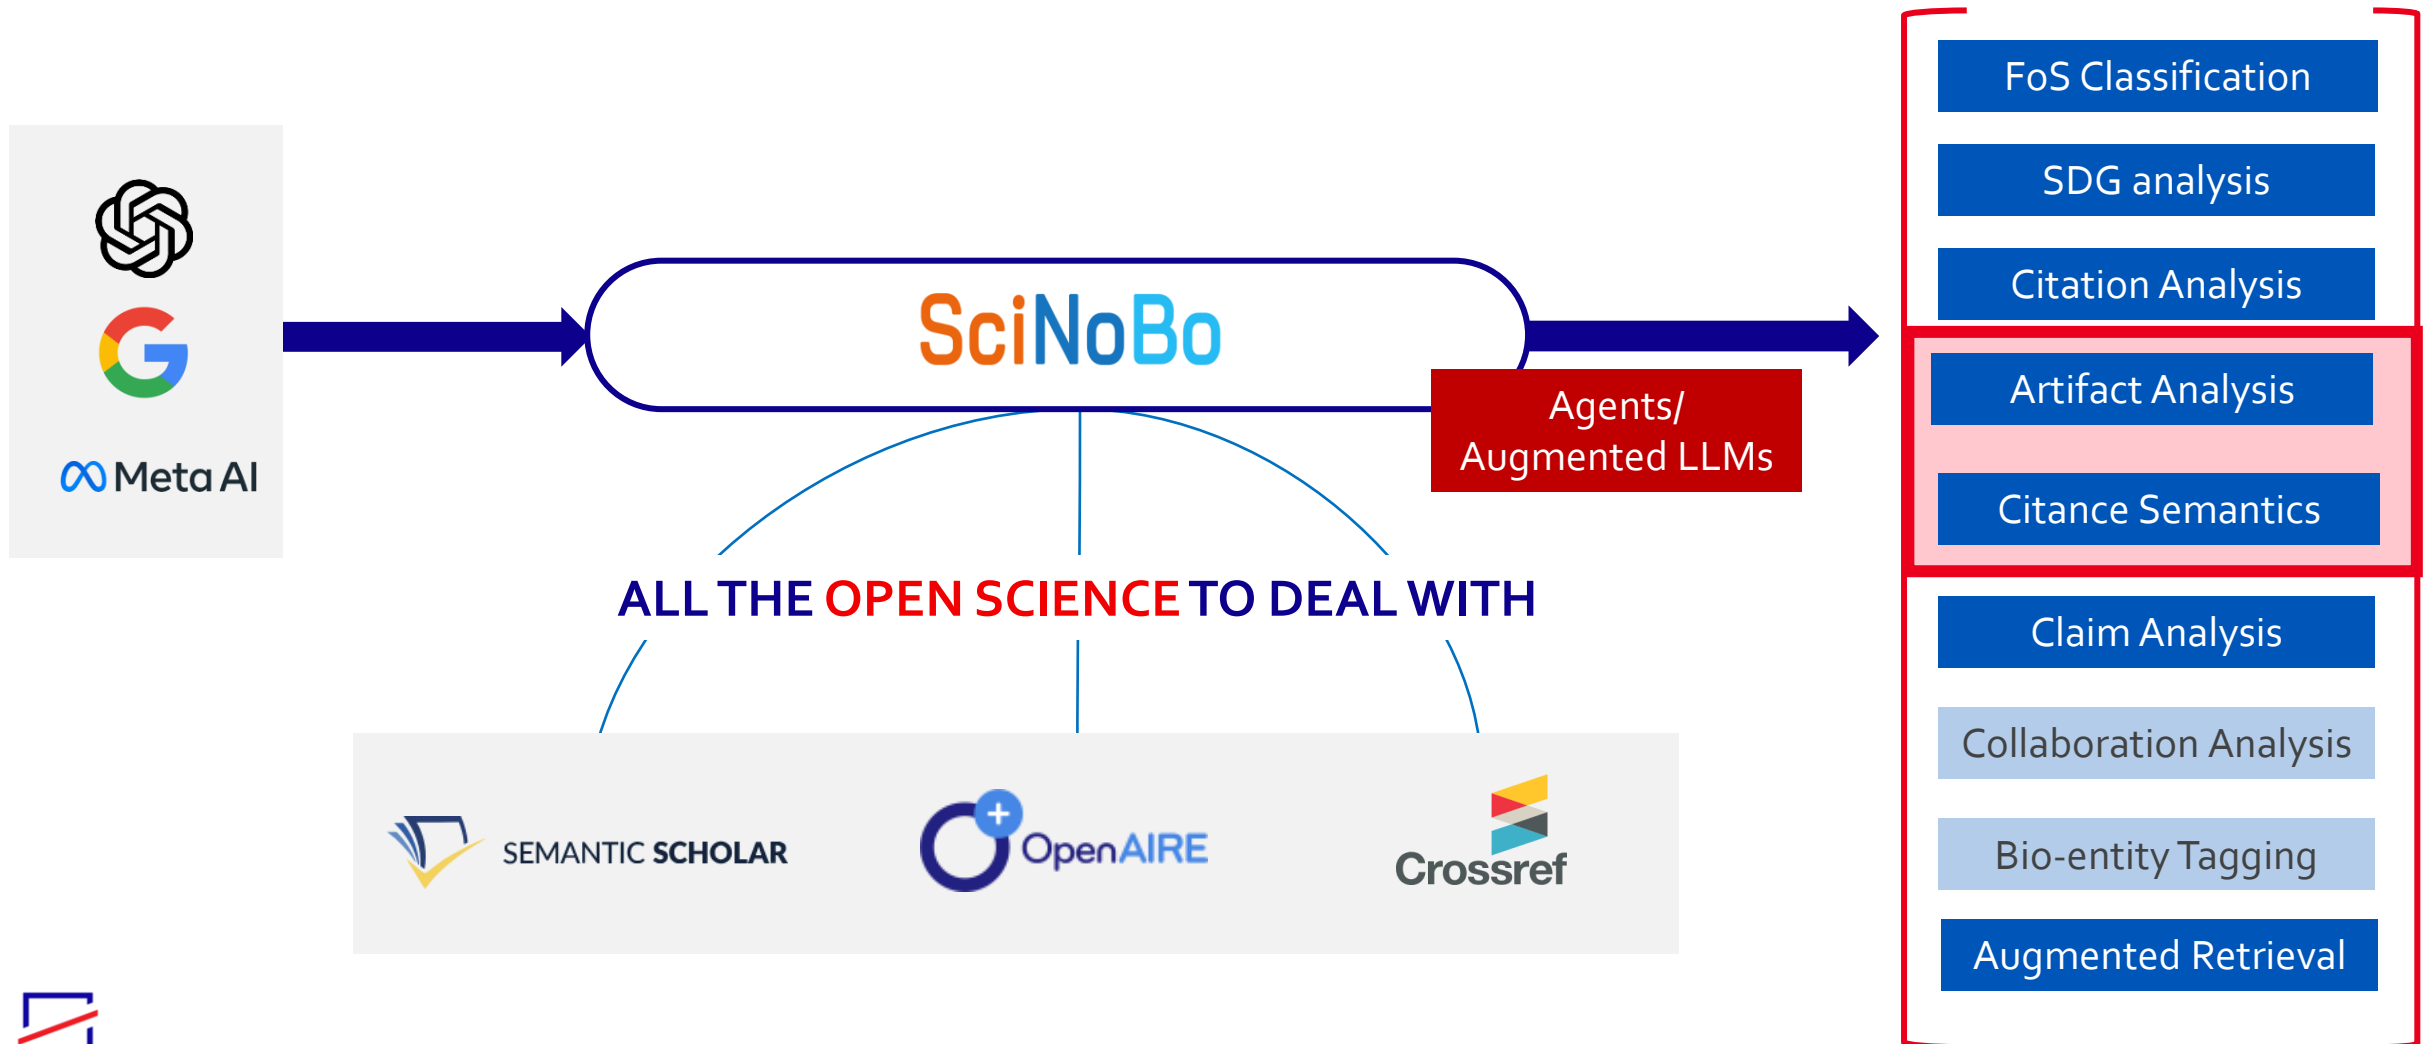 Meta AI
SciNoBo
Agents/
Augmented LLMs
ALL THE OPEN SCIENCE TO DEAL WITH
SEMANTIC SCHOLAR
OpenAIRE
Crossref
FoS Classification
SDG analysis
Citation Analysis
Artifact Analysis
Citance Semantics
Claim Analysis
Collaboration Analysis
Bio-entity Tagging
Augmented Retrieval